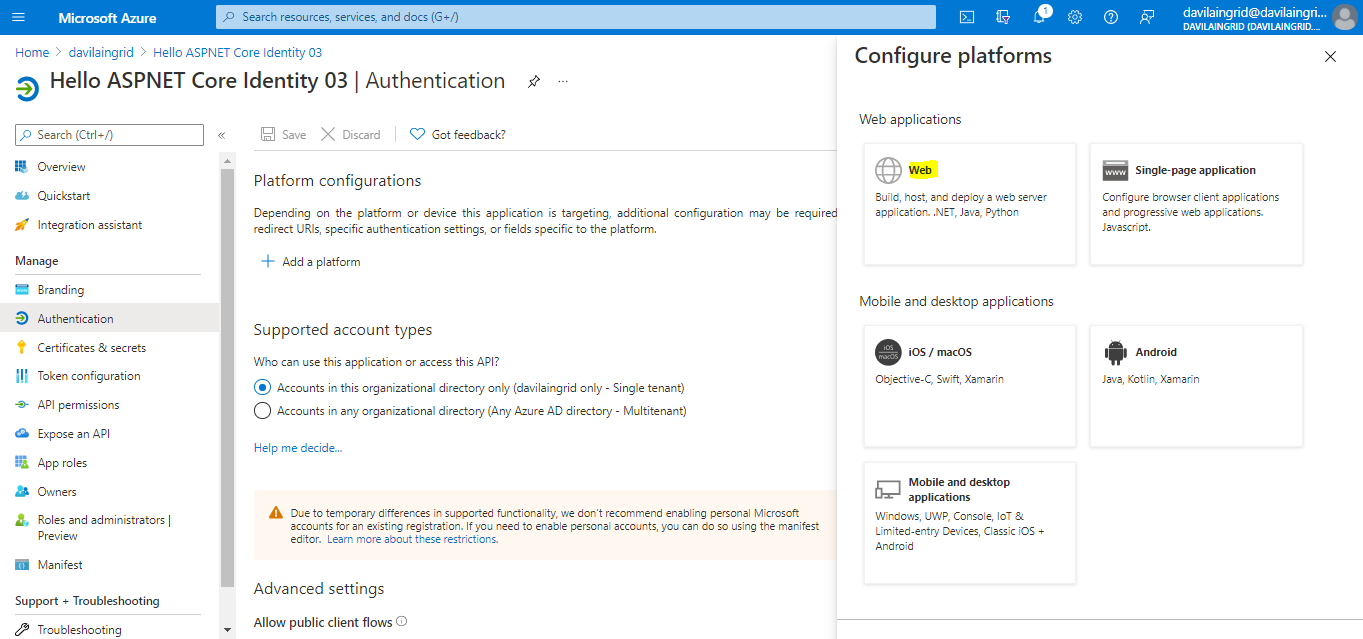 Microsoft Azure
Search resources, services, and docs (G+/)
1
davilaingrid@davilaingri...
DAVILAINGRID (DAVILAINGRID....
Home > davilaingrid > Hello ASPNET Core Identity 03
Hello ASPNET Core Identity 03 | Authentication
...
Search (Ctrl+/)
«
Overview
Quickstart
Integration assistant
Manage
Branding
Authentication
Certificates & secrets
Token configuration
API permissions
Expose an API
App roles
Owners
Roles and administrators |
Preview
Manifest
Support + Troubleshooting
Troubleshooting
Save
Discard
Got feedback?
Platform configurations
Depending on the platform or device this application is targeting, additional configuration may be required
redirect URIs, specific authentication settings, or fields specific to the platform.
Add a platform
Supported account types
Who can use this application or access this API?
Accounts in this organizational directory only (davilaingrid only - Single tenant)
Accounts in any organizational directory (Any Azure AD directory - Multitenant)
Help me decide...
Due to temporary differences in supported functionality, we don't recommend enabling personal Microsoft
accounts for an existing registration. If you need to enable personal accounts, you can do so using the manifest
editor. Learn more about these restrictions.
Advanced settings
Allow public client flows
Configure platforms
Web applications
Web
Build, host, and deploy a web server
application. .NET, Java, Python
www
Single-page application
Configure browser client applications
and progressive web applications.
Javascript.
Mobile and desktop applications
iOS
macOS
iOS / macOS
Objective-C, Swift, Xamarin
Android
Java, Kotlin, Xamarin
Mobile and desktop
applications
Windows, UWP, Console, IoT &
Limited-entry Devices, Classic iOS +
Android